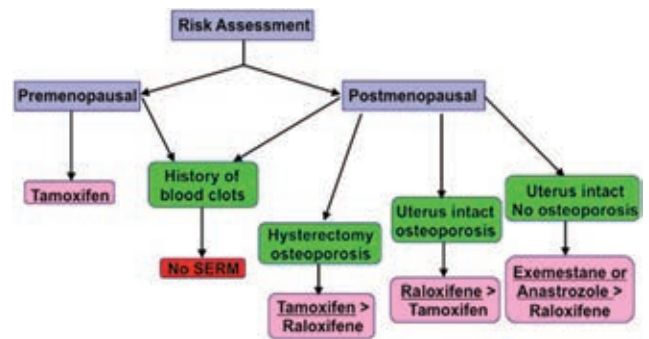 Risk Assessment
Premenopausal
Postmenopausal
Tamoxifen
History of
blood clots
No SERM
Hysterectomy
osteoporosis
Tamoxifen >
Raloxifene
Uterus intact
osteoporosis
Raloxifene >
Tamoxifen
Uterus intact
No osteoporosis
Exemestane or
Anastrozole >
Raloxifene